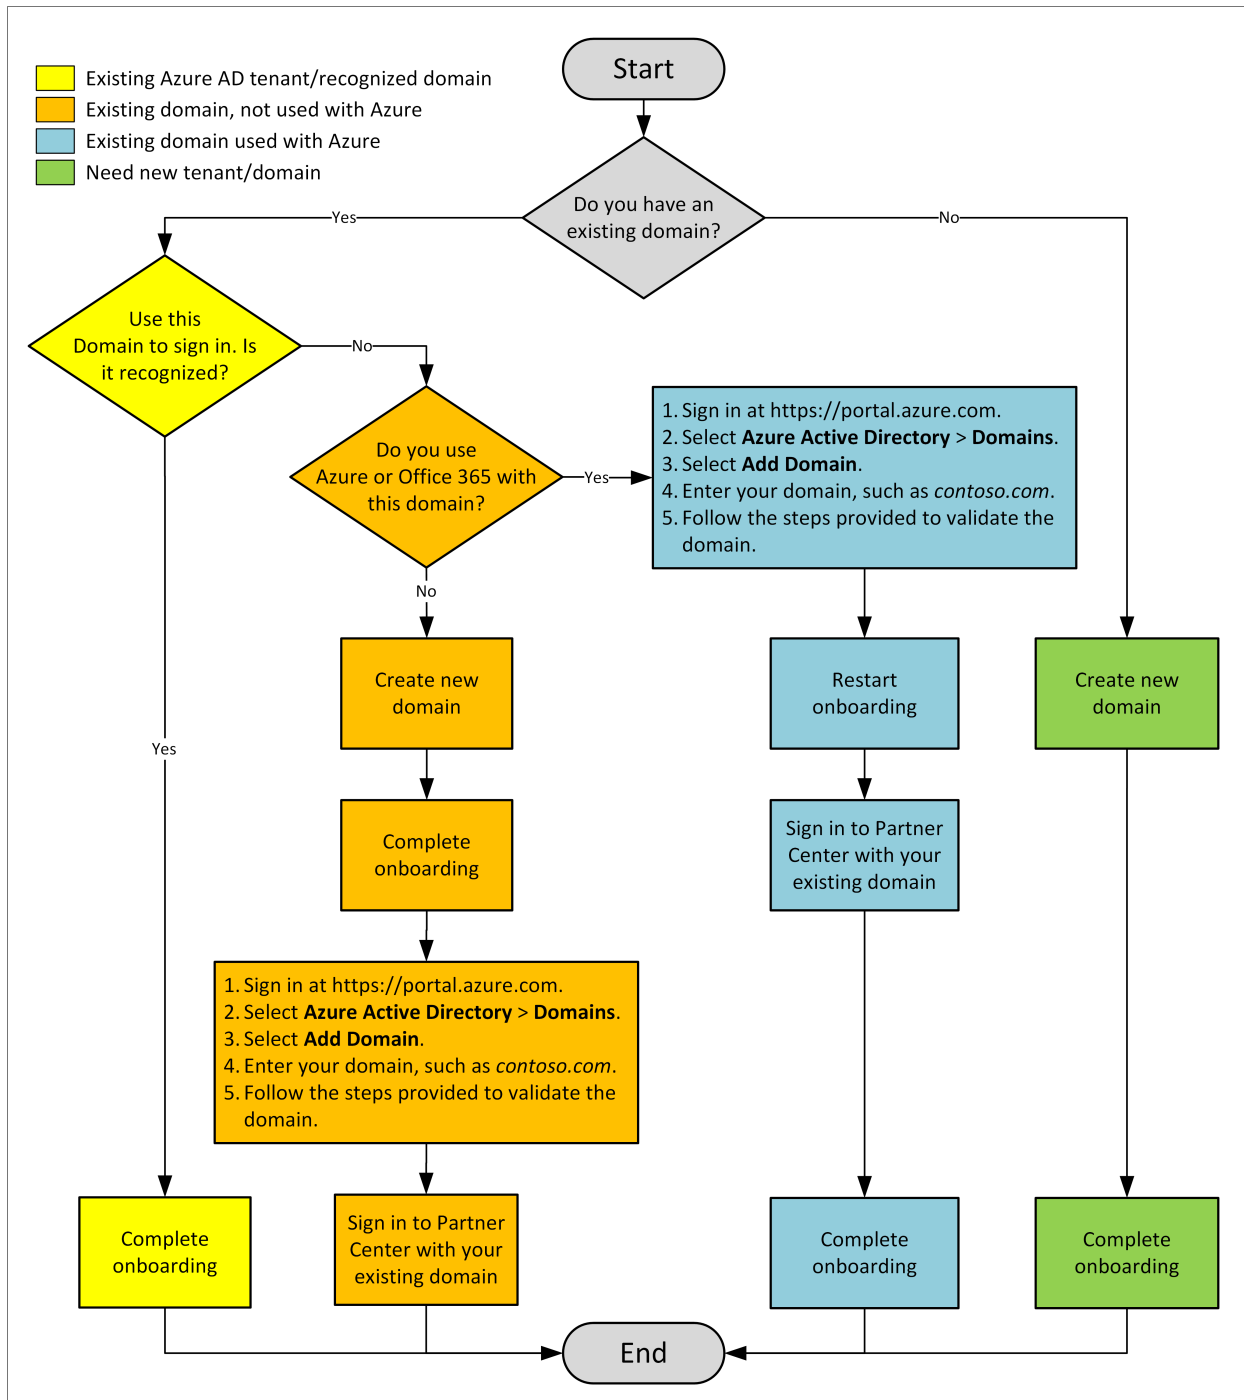 Start
Existing Azure AD tenant/recognized domain
Existing domain, not used with Azure
Existing domain used with Azure
Need new tenant/domain
Do you have an
existing domain?
Yes
No
Use this
Domain to sign in. Is
it recognized?
No
Do you use
Azure or Office 365 with
this domain?
Yes
1. Sign in at https://portal.azure.com.
2. Select Azure Active Directory > Domains.
3. Select Add Domain.
4. Enter your domain, such as contoso.com.
5. Follow the steps provided to validate the
domain.
No
Create new
domain
Restart
onboarding
Create new
domain
Yes
Complete
onboarding
Sign in to Partner
Center with your
existing domain
1. Sign in at https://portal.azure.com.
2. Select Azure Active Directory > Domains.
3. Select Add Domain.
4. Enter your domain, such as contoso.com.
5. Follow the steps provided to validate the
domain.
Complete
onboarding
Sign in to Partner
Center with your
existing domain
Complete
onboarding
Complete
onboarding
End